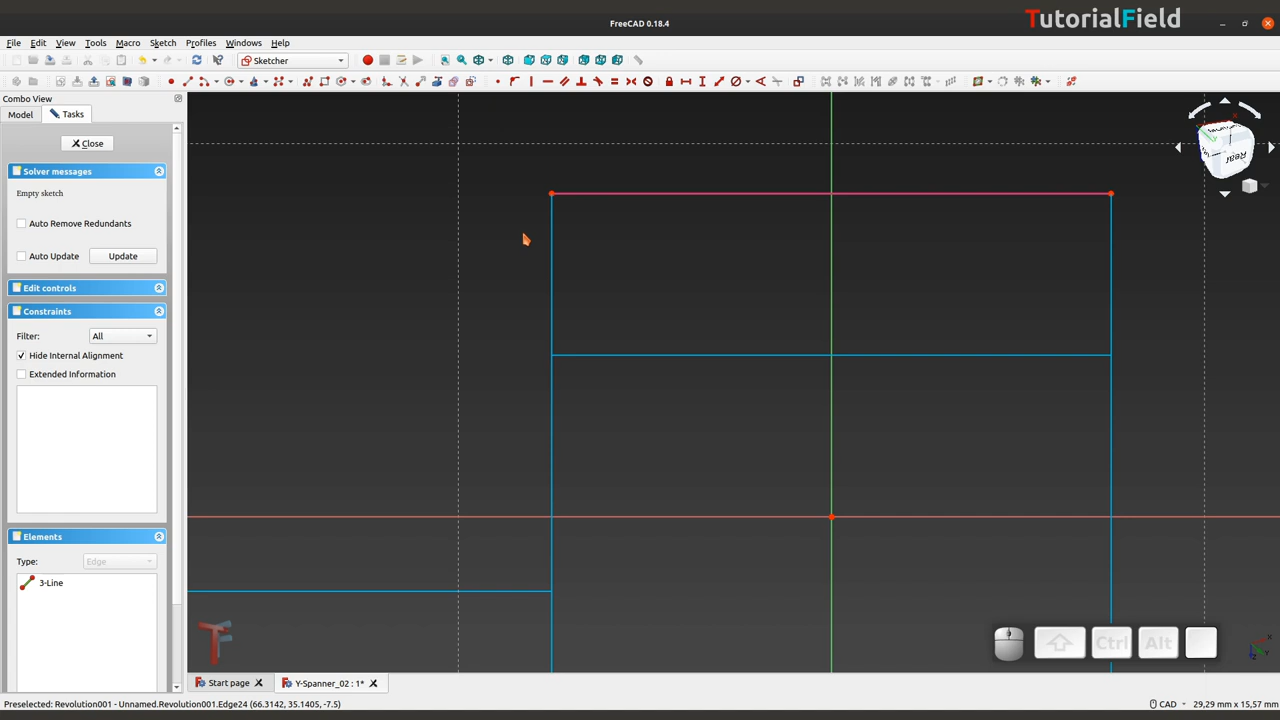 FreeCAD 0.18.4
TutorialField
File Edit View Tools Macro Sketch Profiles Windows Help
Sketcher
Combo View
Model Tasks
Close
Solver messages
Empty sketch
Auto Remove Redundants
Auto Update Update
Edit controls
Constraints
Filter: All
Hide Internal Alignment
Extended Information
Elements
Type: Edge
3-Line
Rear
Ctrl Alt
Start page Y-Spanner_02 : 1*
Preselected: Revolution001 - Unnamed.Revolution001.Edge24 (66.3142, 35.1405, -7.5) CAD 29,29 mm x 15,57 mm